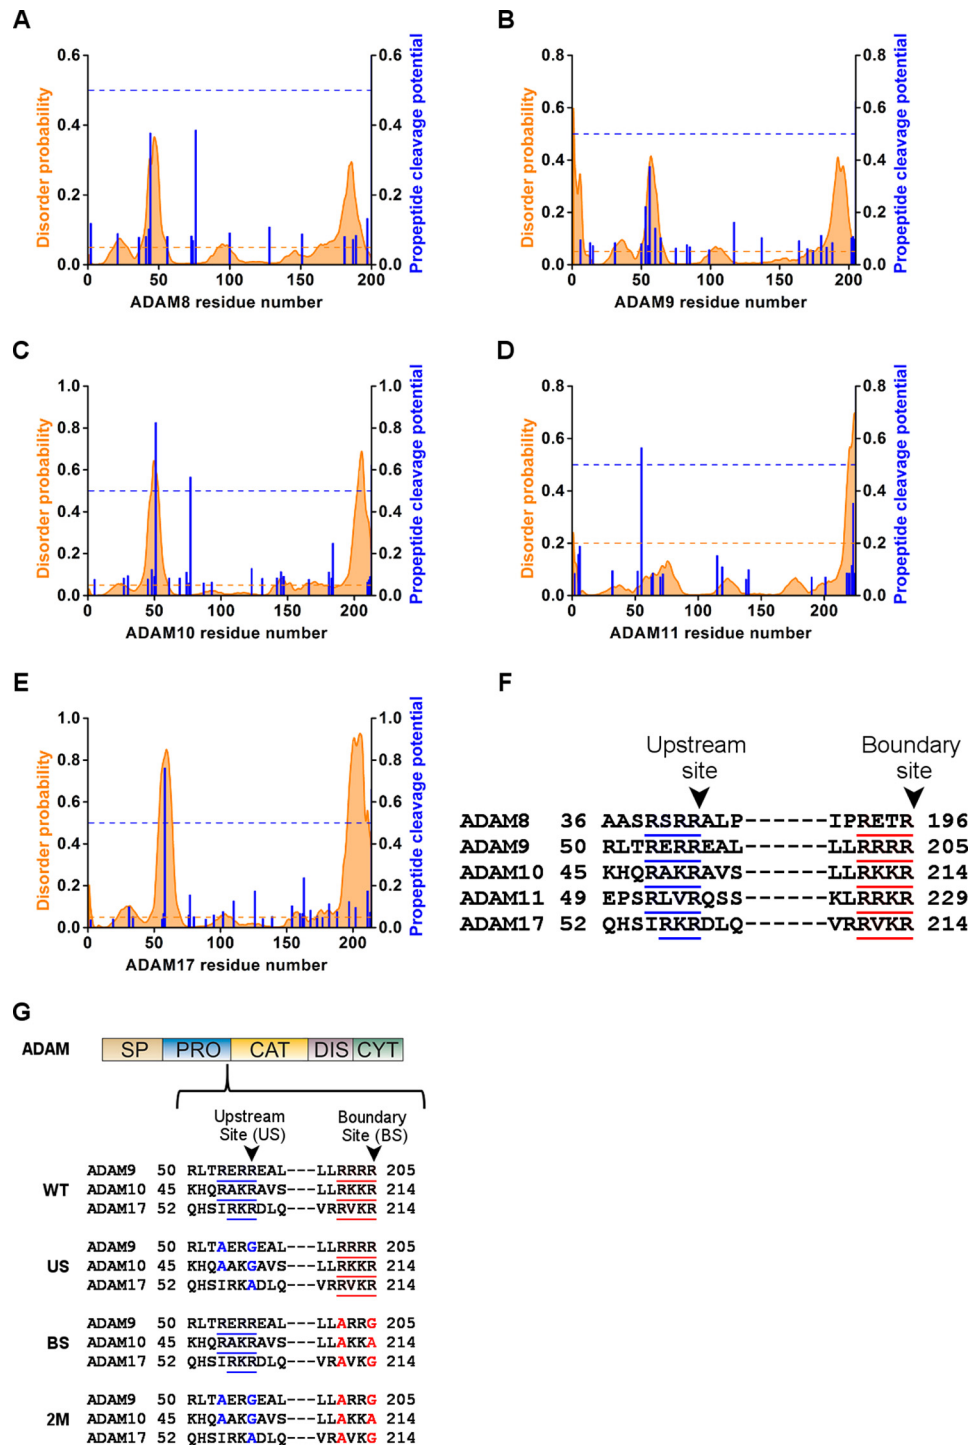 A
Disorder probability
0.6
0.4
0.2
0.0
0 50 100 150 200
ADAM8 residue number
0.6
0.4
0.2
0.0
Propeptide cleavage potential
B
Disorder probability
0.8
0.6
0.4
0.2
0.0
0 50 100 150 200
ADAM9 residue number
0.8
0.6
0.4
0.2
0.0
Propeptide cleavage potential
C
Disorder probability
1.0
0.8
0.6
0.4
0.2
0.0
0 50 100 150 200
ADAM10 residue number
1.0
0.8
0.6
0.4
0.2
0.0
Propeptide cleavage potential
D
Disorder probability
0.8
0.6
0.4
0.2
0.0
0 50 100 150 200
ADAM11 residue number
0.8
0.6
0.4
0.2
0.0
Propeptide cleavage potential
E
Disorder probability
1.0
0.8
0.6
0.4
0.2
0.0
0 50 100 150 200
ADAM17 residue number
1.0
0.8
0.6
0.4
0.2
0.0
Propeptide cleavage potential
F
Upstream site
Boundary site
ADAM8 36 AASRSRRALP-------IPRETR 196
ADAM9 50 RLTRERREAL-------LLRRRR 205
ADAM10 45 KHQRAKRAVS-------LLRKKR 214
ADAM11 49 EPSRLVRQSS-------KLRRKR 229
ADAM17 52 QHSIRKRDLQ-------VRRVKR 214
G
ADAM SP PRO CAT DIS CYT
Upstream Site (US)
Boundary Site (BS)
WT
ADAM9 50 RLTRERREAL---LLRRRR 205
ADAM10 45 KHQRAKRAVS---LLRKKR 214
ADAM17 52 QHSIRKRDLQ---VRRVKR 214
US
ADAM9 50 RLTAERGEAL---LLRRRR 205
ADAM10 45 KHQAAKGAVS---LLRKKR 214
ADAM17 52 QHSIRKADLQ---VRRVKR 214
BS
ADAM9 50 RLTRERREAL---LLARRG 205
ADAM10 45 KHQRAKRAVS---LLAKKA 214
ADAM17 52 QHSIRKRDLQ---VRAVKG 214
2M
ADAM9 50 RLTAERGEAL---LLARRG 205
ADAM10 45 KHQAAKGAVS---LLAKKA 214
ADAM17 52 QHSIRKADLQ---VRAVKG 214